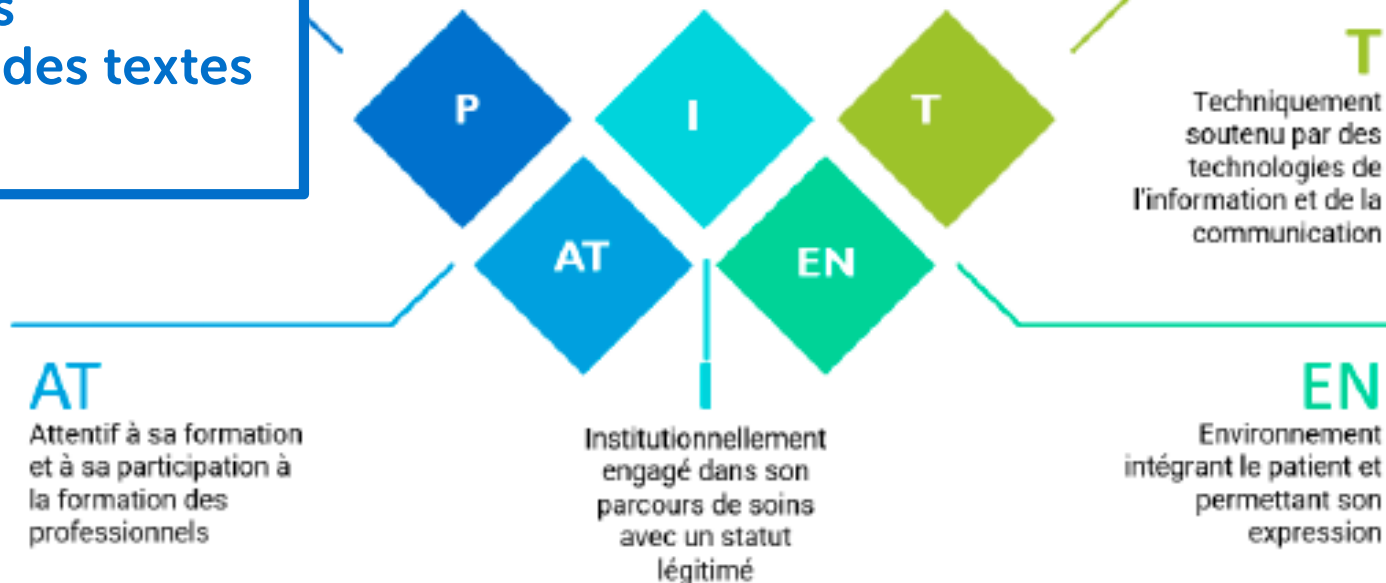 des textes
P
I
T
AT
EN
T
Techniquement
soutenu par des
technologies de
l'information et de la
communication
AT
Attentif à sa formation
et à sa participation à
la formation des
professionnels
I
Institutionnellement
engagé dans son
parcours de soins
avec un statut
légitimé
EN
Environnement
intégrant le patient et
permettant son
expression